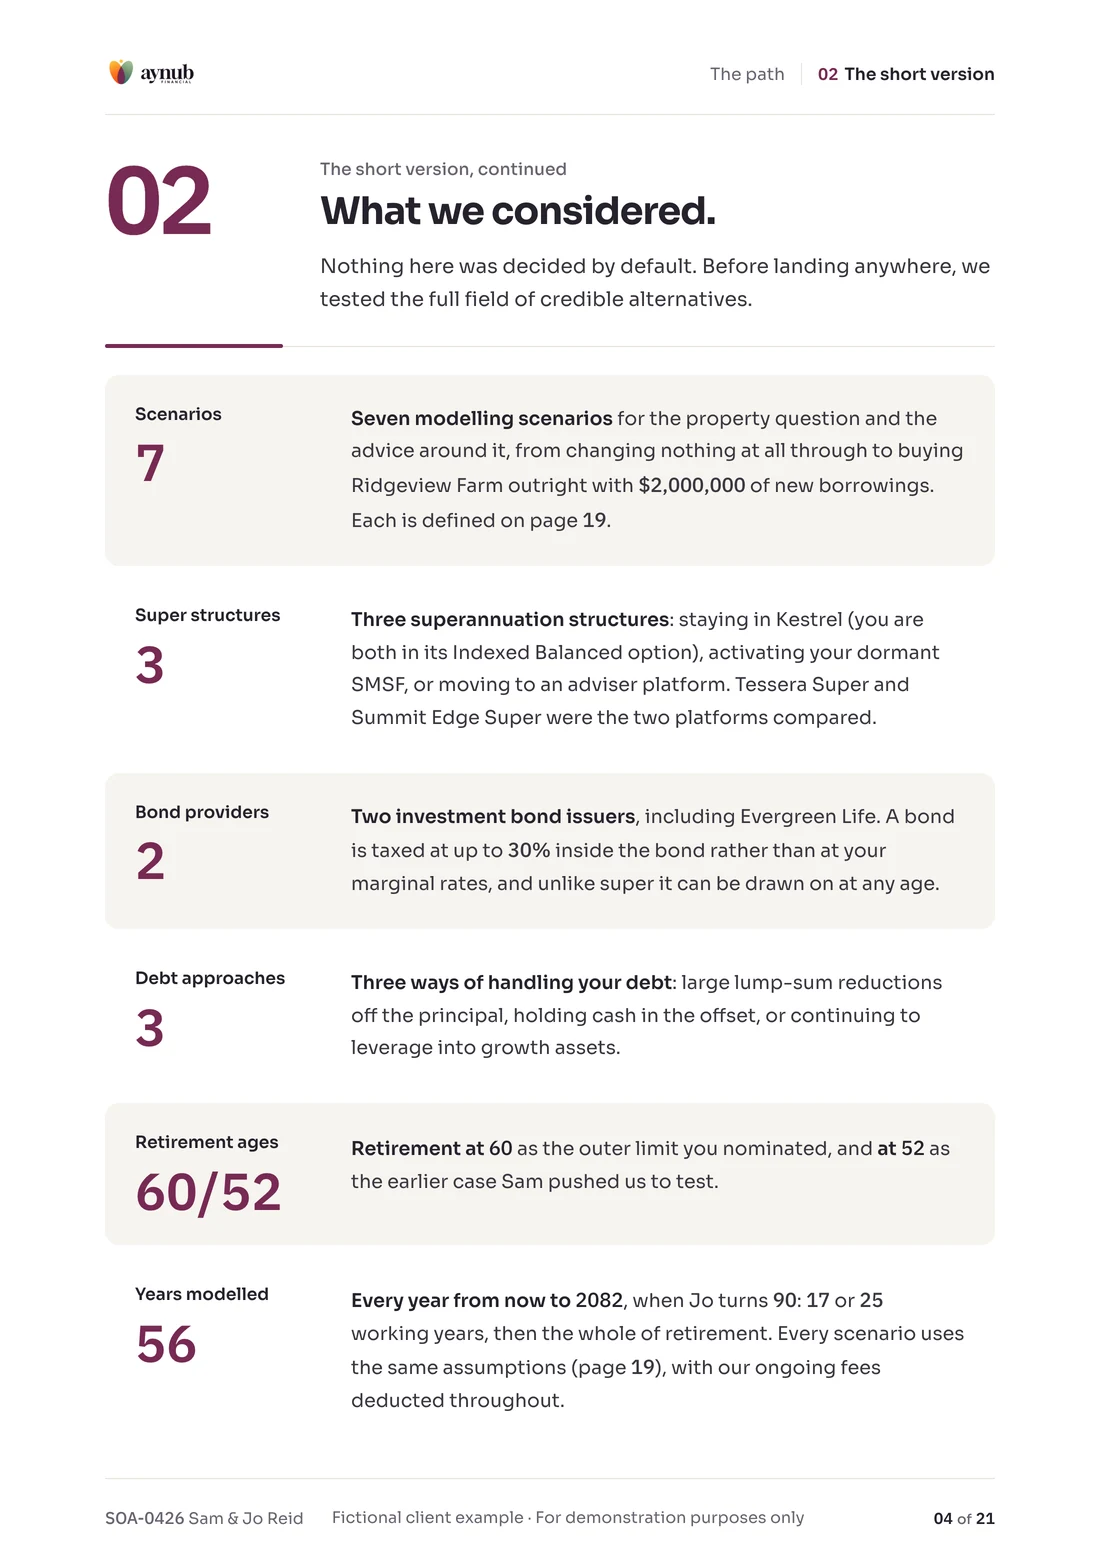 aynub
FINANCIAL
The path
02 The short version
02
The short version, continued
What we considered.
Nothing here was decided by default. Before landing anywhere, we
tested the full field of credible alternatives.
Scenarios
7
Seven modelling scenarios for the property question and the
advice around it, from changing nothing at all through to buying
Ridgeview Farm outright with $2,000,000 of new borrowings.
Each is defined on page 19.
Super structures
3
Three superannuation structures: staying in Kestrel (you are
both in its Indexed Balanced option), activating your dormant
SMSF, or moving to an adviser platform. Tessera Super and
Summit Edge Super were the two platforms compared.
Bond providers
2
Two investment bond issuers, including Evergreen Life. A bond
is taxed at up to 30% inside the bond rather than at your
marginal rates, and unlike super it can be drawn on at any age.
Debt approaches
3
Three ways of handling your debt: large lump-sum reductions
off the principal, holding cash in the offset, or continuing to
leverage into growth assets.
Retirement ages
60/52
Retirement at 60 as the outer limit you nominated, and at 52 as
the earlier case Sam pushed us to test.
Years modelled
56
Every year from now to 2082, when Jo turns 90: 17 or 25
working years, then the whole of retirement. Every scenario uses
the same assumptions (page 19), with our ongoing fees
deducted throughout.
SOA-0426 Sam & Jo Reid
Fictional client example · For demonstration purposes only
04 of 21